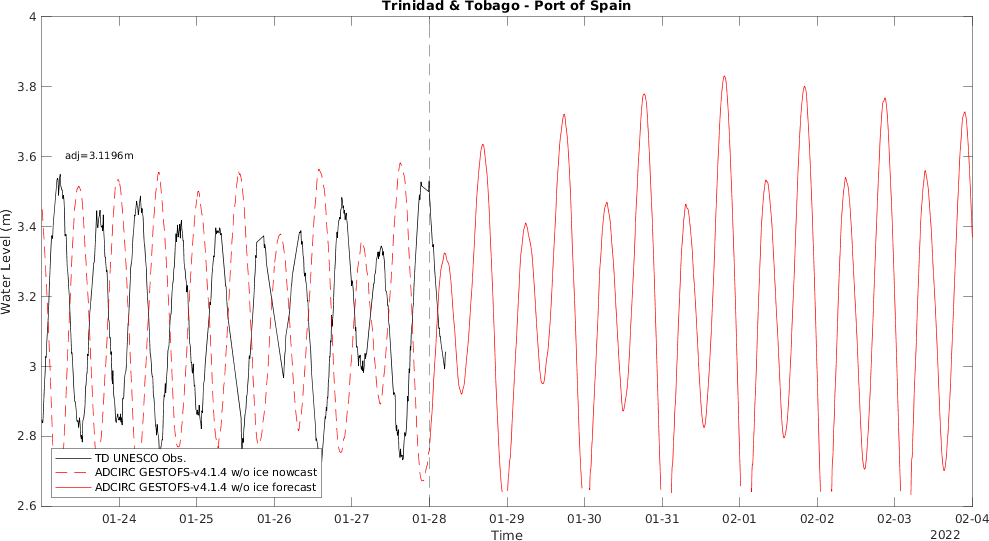 Trinidad & Tobago - Port of Spain
4
3.8
3.6
3.4
3.2
3
2.8
2.6
Water Level (m)
adj=3.1196m
TD UNESCO Obs.
ADCIRC GESTOFS-v4.1.4 w/o ice nowcast
ADCIRC GESTOFS-v4.1.4 w/o ice forecast
01-24 01-25 01-26 01-27 01-28 01-29 01-30 01-31 02-01 02-02 02-03 02-04
Time
2022